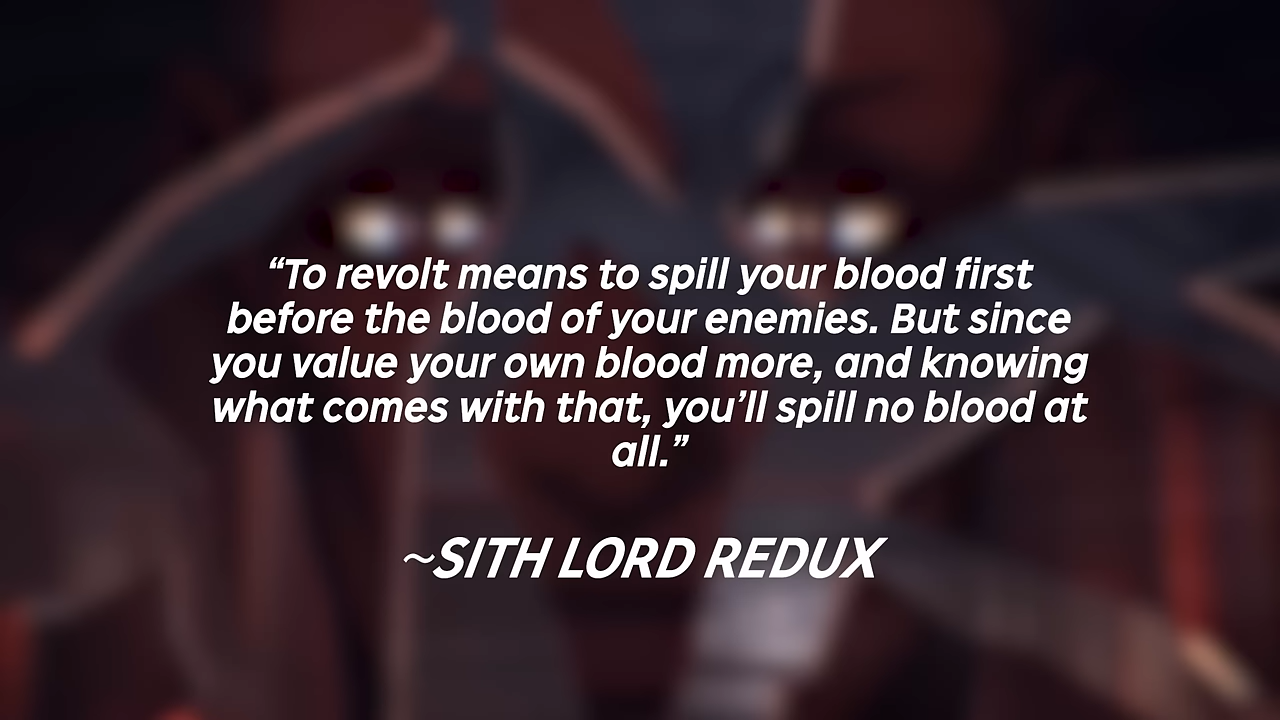 “To revolt means to spill your blood first
before the blood of your enemies. But since
you value your own blood more, and knowing
what comes with that, you’ll spill no blood at
all.”
~SITH LORD REDUX